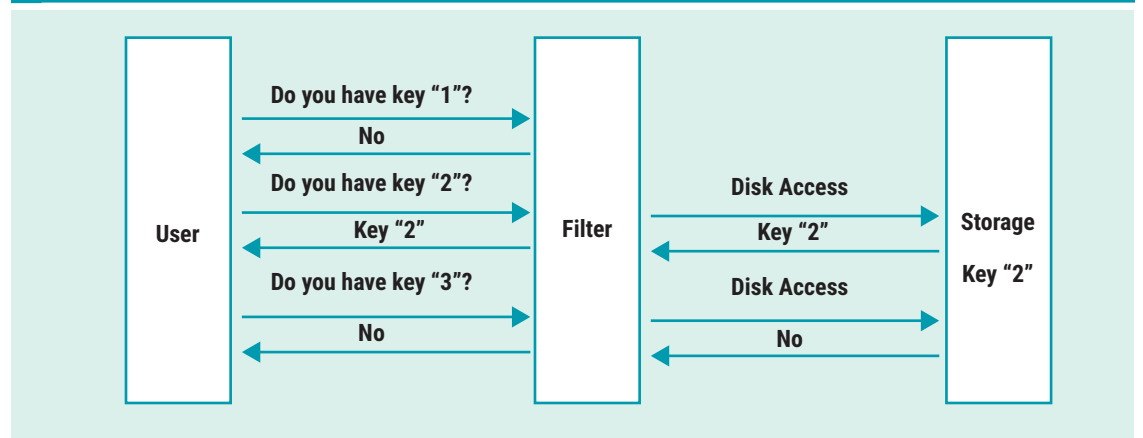 Do you have key “1”?
No
Do you have key “2”?
Key “2”
Do you have key “3”?
No
User
Filter
Disk Access
Key “2”
Disk Access
No
Storage
Key “2”